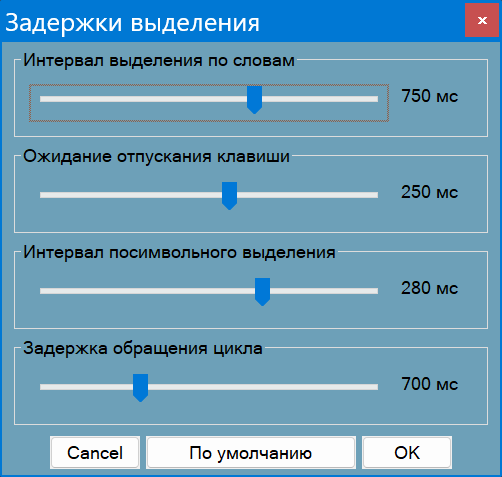 Задержки выделения
×
Интервал выделения по словам
750 мс
Ожидание отпускания клавиши
250 мс
Интервал посимвольного выделения
280 мс
Задержка обращения цикла
700 мс
Cancel По умолчанию OK